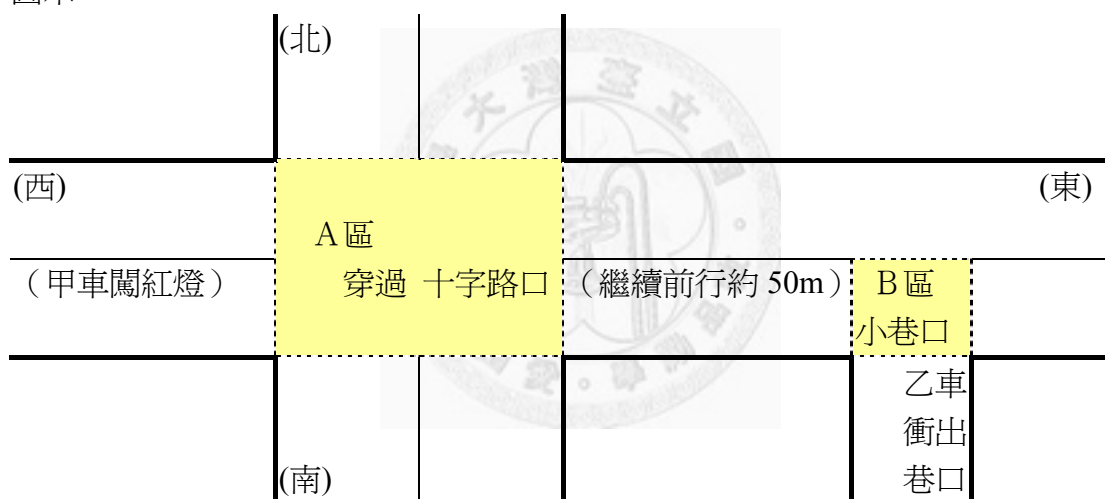 (北)
(西)
(東)
A區
(甲車闖紅燈)
穿過 十字路口
(繼續前行約 50m)
B區
小巷口
乙車
衝出
巷口
(南)